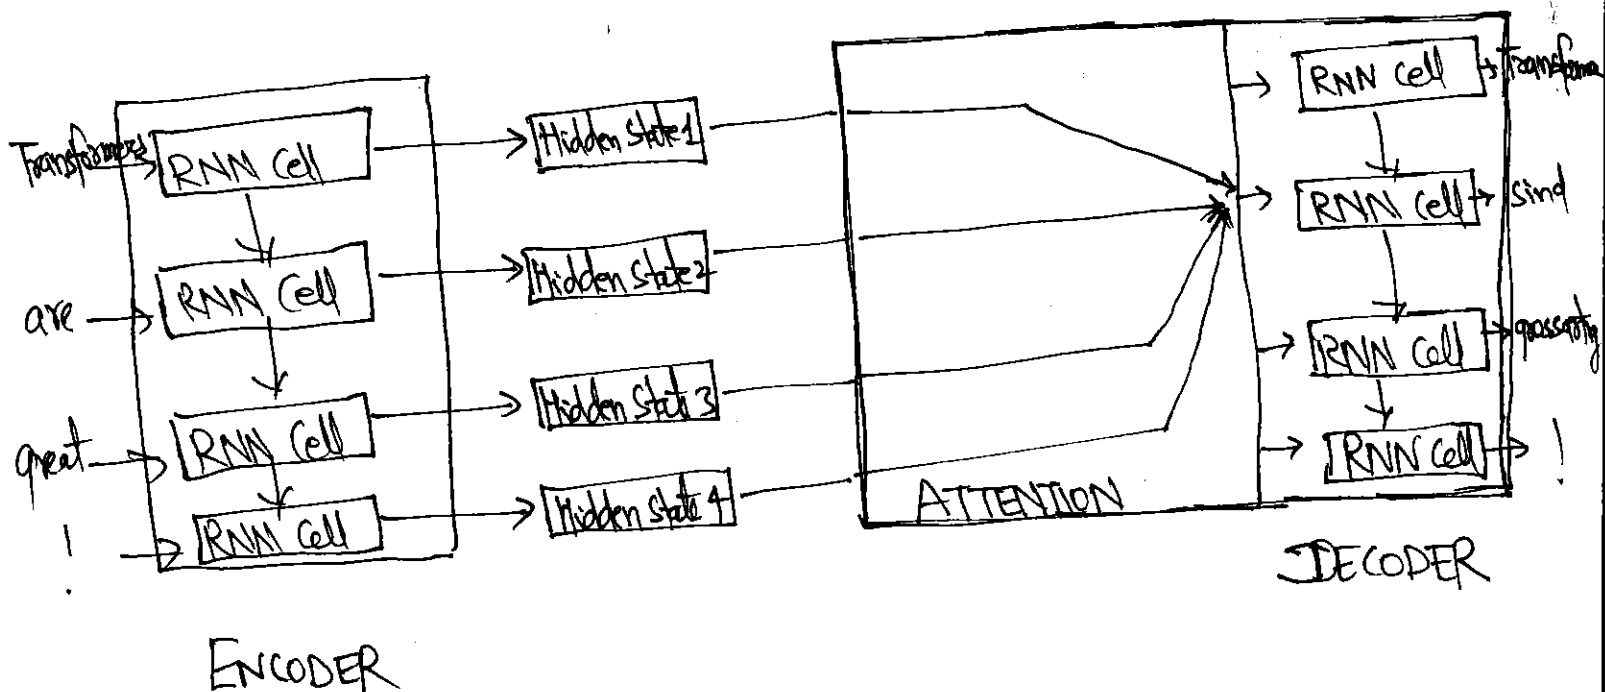 Transformers
RNN Cell
Hidden State 1
RNN Cell
are
RNN Cell
Hidden State 2
RNN Cell
sind
great
RNN Cell
Hidden State 3
RNN Cell
!
RNN Cell
Hidden State 4
RNN Cell
!
ATTENTION
ENCODER
DECODER